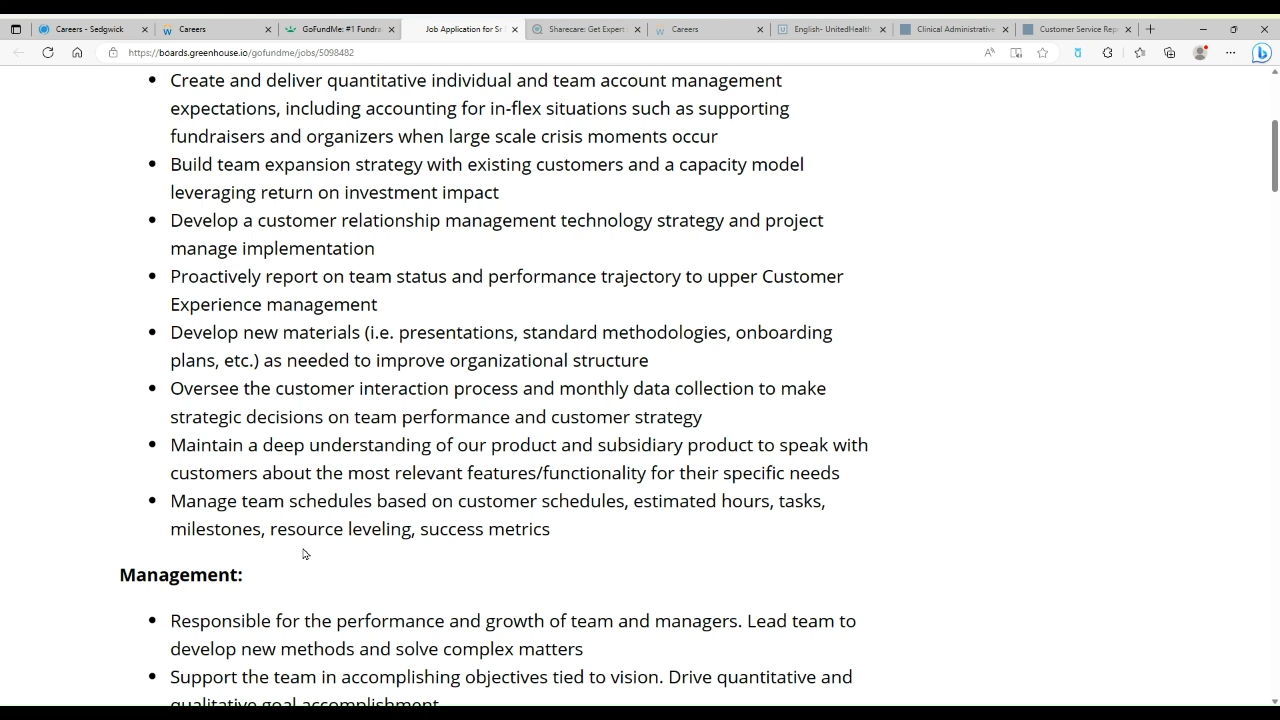 Careers - Sedgwick
Careers
GoFundMe: #1 Fundra
Job Application for Sr
Sharecare: Get Expert
Careers
English- UnitedHealth
Clinical Administrative
Customer Service Rep
https://boards.greenhouse.io/gofundme/jobs/5098482
• Create and deliver quantitative individual and team account management
expectations, including accounting for in-flex situations such as supporting
fundraisers and organizers when large scale crisis moments occur
• Build team expansion strategy with existing customers and a capacity model
leveraging return on investment impact
• Develop a customer relationship management technology strategy and project
manage implementation
• Proactively report on team status and performance trajectory to upper Customer
Experience management
• Develop new materials (i.e. presentations, standard methodologies, onboarding
plans, etc.) as needed to improve organizational structure
• Oversee the customer interaction process and monthly data collection to make
strategic decisions on team performance and customer strategy
• Maintain a deep understanding of our product and subsidiary product to speak with
customers about the most relevant features/functionality for their specific needs
• Manage team schedules based on customer schedules, estimated hours, tasks,
milestones, resource leveling, success metrics
Management:
• Responsible for the performance and growth of team and managers. Lead team to
develop new methods and solve complex matters
• Support the team in accomplishing objectives tied to vision. Drive quantitative and
qualitative goal accomplishment